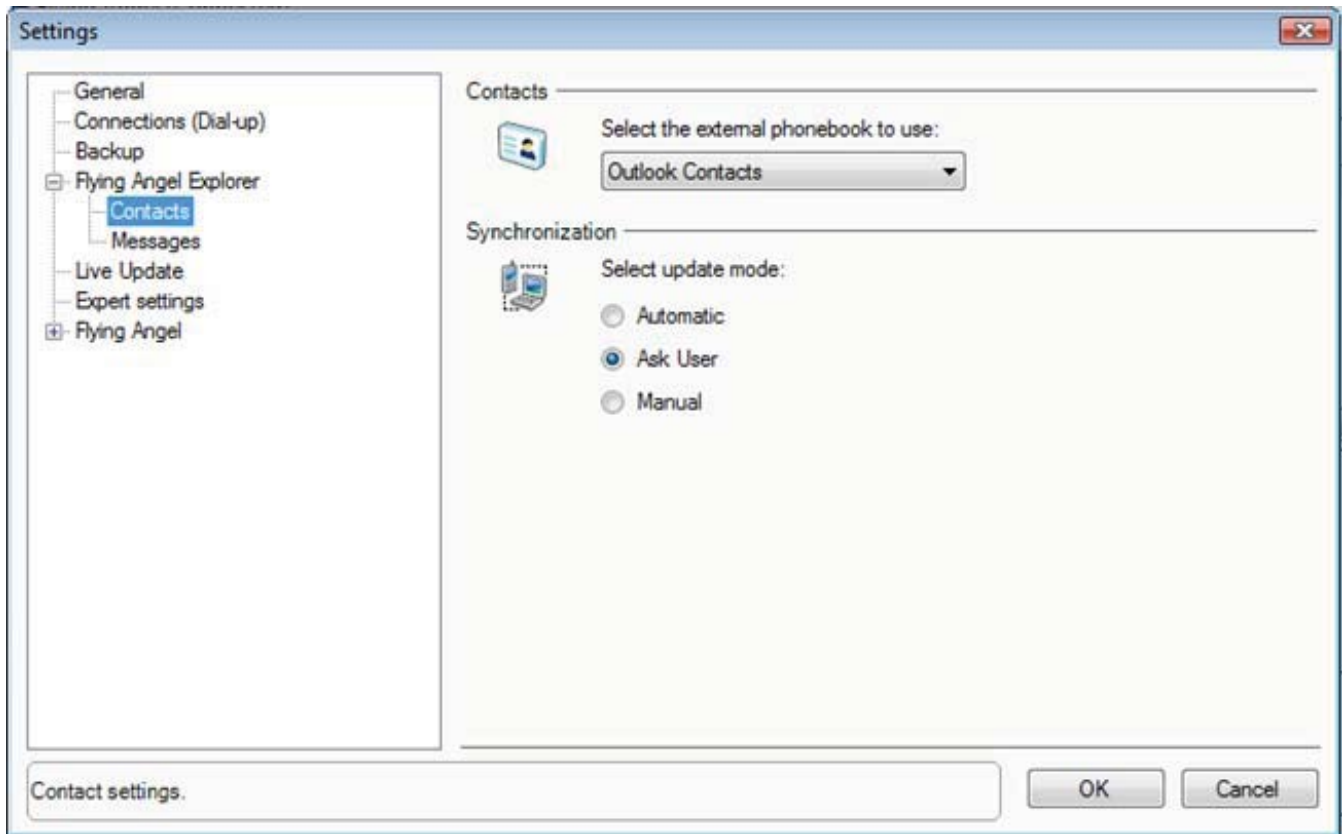 Settings
General
Connections (Dial-up)
Backup
Flying Angel Explorer
Contacts
Messages
Live Update
Expert settings
Flying Angel
Contacts
Select the external phonebook to use:
Outlook Contacts
Synchronization
Select update mode:
Automatic
Ask User
Manual
Contact settings.
OK
Cancel